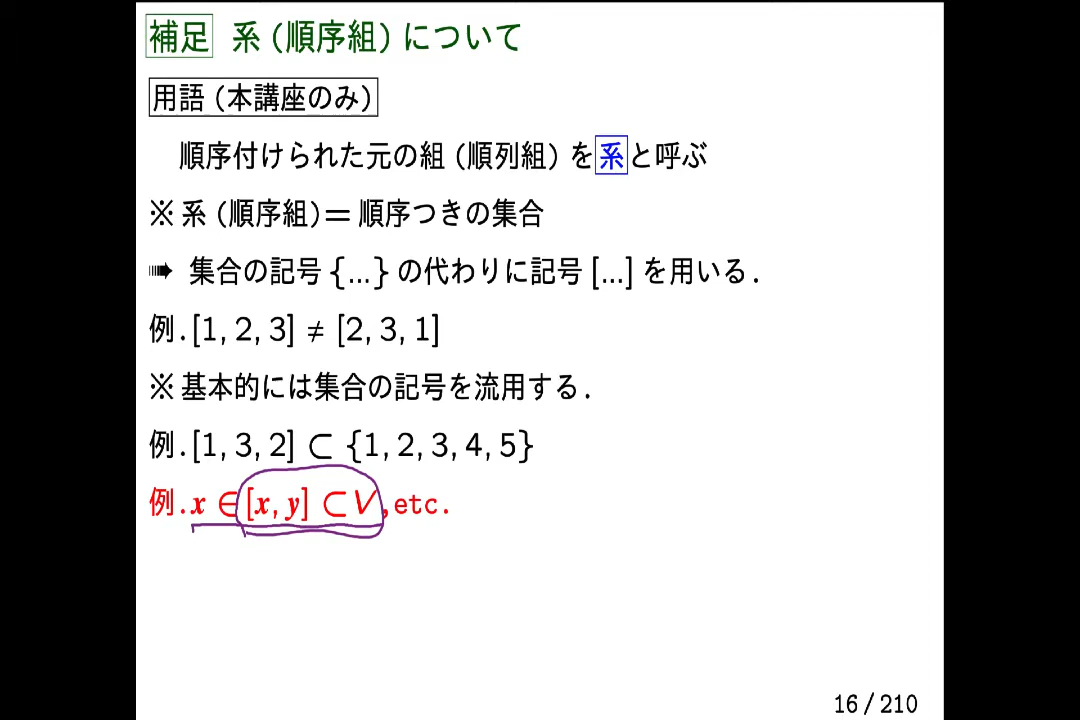 補足 系 (順序組) について
用語 (本講座のみ)
順序付けられた元の組 (順列組) を系と呼ぶ
※ 系 (順序組) = 順序つきの集合
➠ 集合の記号 {...} の代わりに記号 [...] を用いる.
例. [1, 2, 3] ≠ [2, 3, 1]
※ 基本的には集合の記号を流用する.
例. [1, 3, 2] ⊂ {1, 2, 3, 4, 5}
例. x ∈ [x, y] ⊂ V, etc.
16 / 210